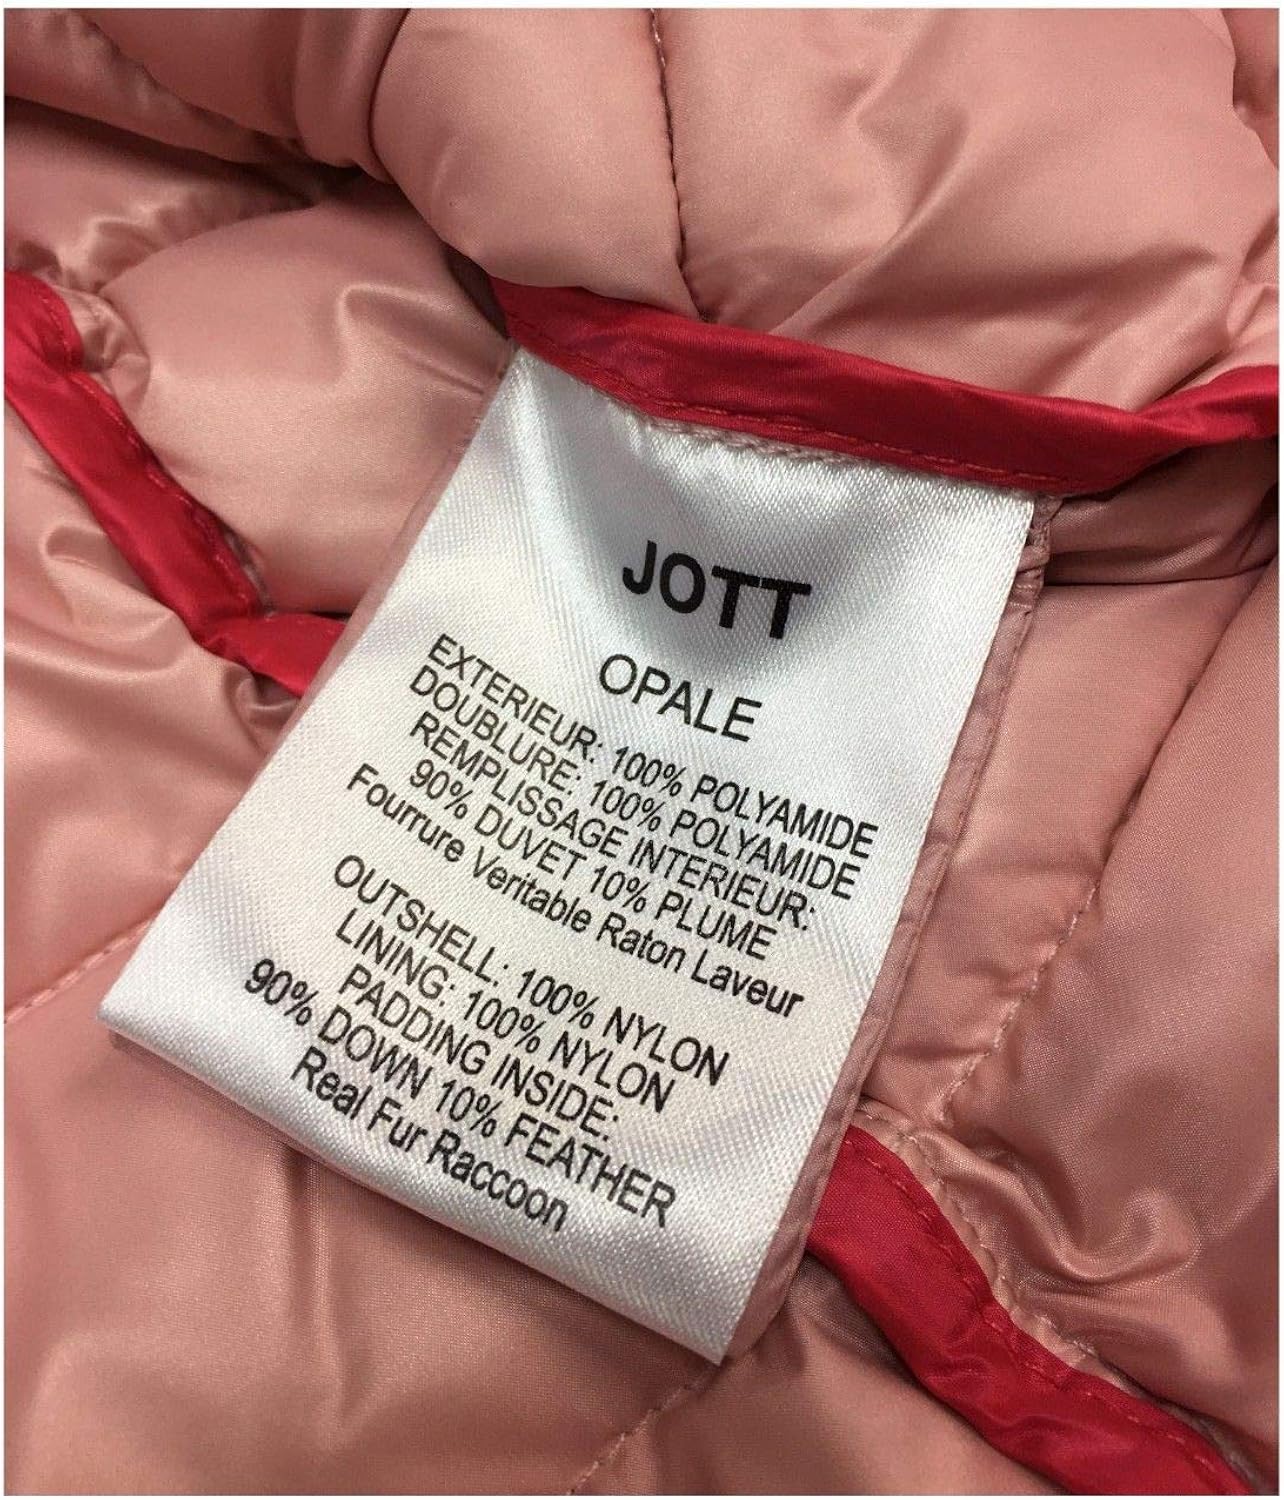 JOTT
OPALE
EXTERIEUR: 100% POLYAMIDE
DOUBLURE: 100% POLYAMIDE
REMPLISSAGE INTERIEUR:
90% DUVET 10% PLUME
Fourrure Veritable Raton Laveur
OUTSHELL: 100% NYLON
LINING: 100% NYLON
PADDING INSIDE:
90% DOWN 10% FEATHER
Real Fur Raccoon